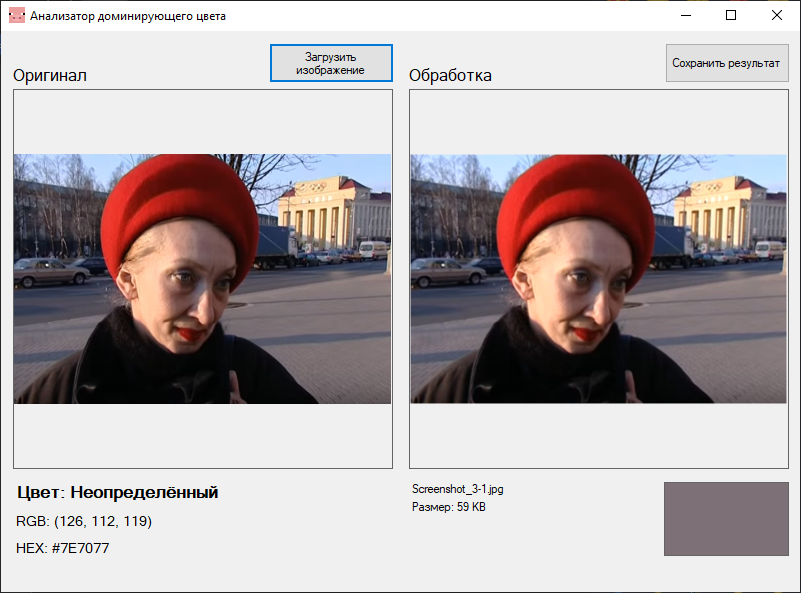 Анализатор доминирующего цвета
Загрузить
изображение
Оригинал
Обработка
Сохранить результат
Цвет: Неопределённый
RGB: (126, 112, 119)
HEX: #7E7077
Screenshot_3-1.jpg
Размер: 59 KB